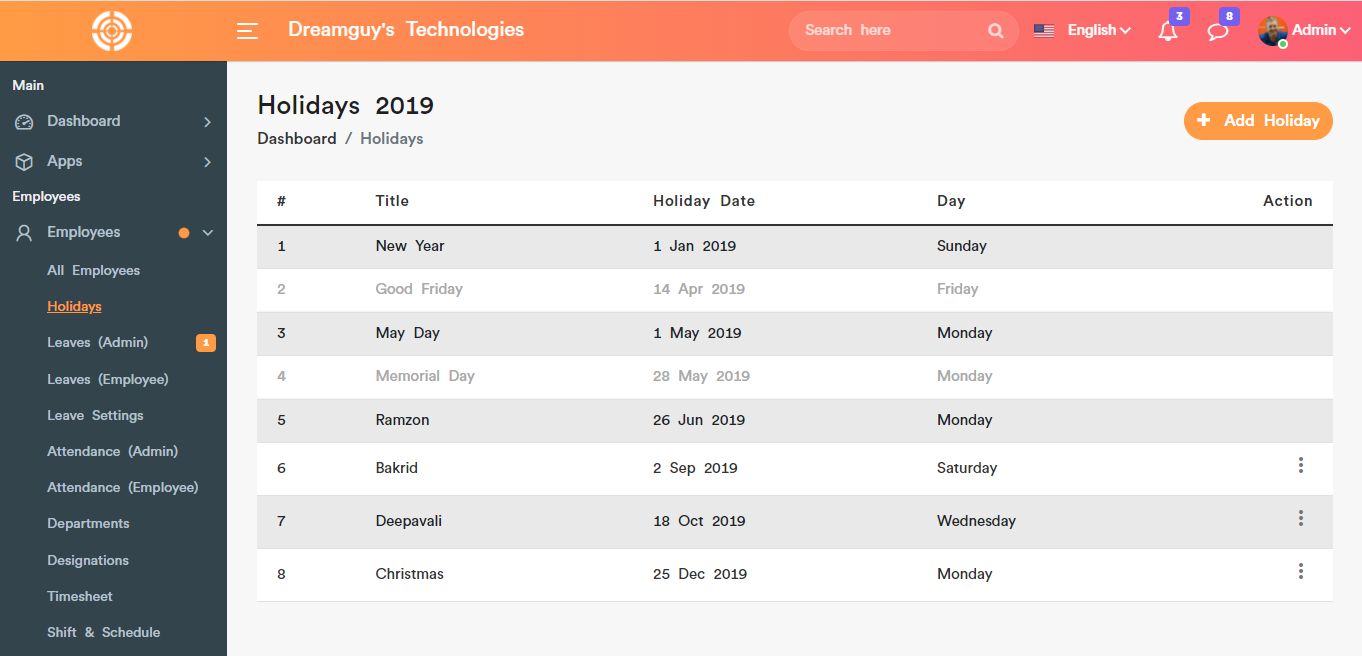 Dreamguy's Technologies
Search here
English
3
8
Admin
Main
Dashboard
Apps
Employees
Employees
All Employees
Holidays
Leaves (Admin) 1
Leaves (Employee)
Leave Settings
Attendance (Admin)
Attendance (Employee)
Departments
Designations
Timesheet
Shift & Schedule
Holidays 2019
Dashboard / Holidays
+ Add Holiday
# Title Holiday Date Day Action
1 New Year 1 Jan 2019 Sunday
2 Good Friday 14 Apr 2019 Friday
3 May Day 1 May 2019 Monday
4 Memorial Day 28 May 2019 Monday
5 Ramzon 26 Jun 2019 Monday
6 Bakrid 2 Sep 2019 Saturday
7 Deepavali 18 Oct 2019 Wednesday
8 Christmas 25 Dec 2019 Monday